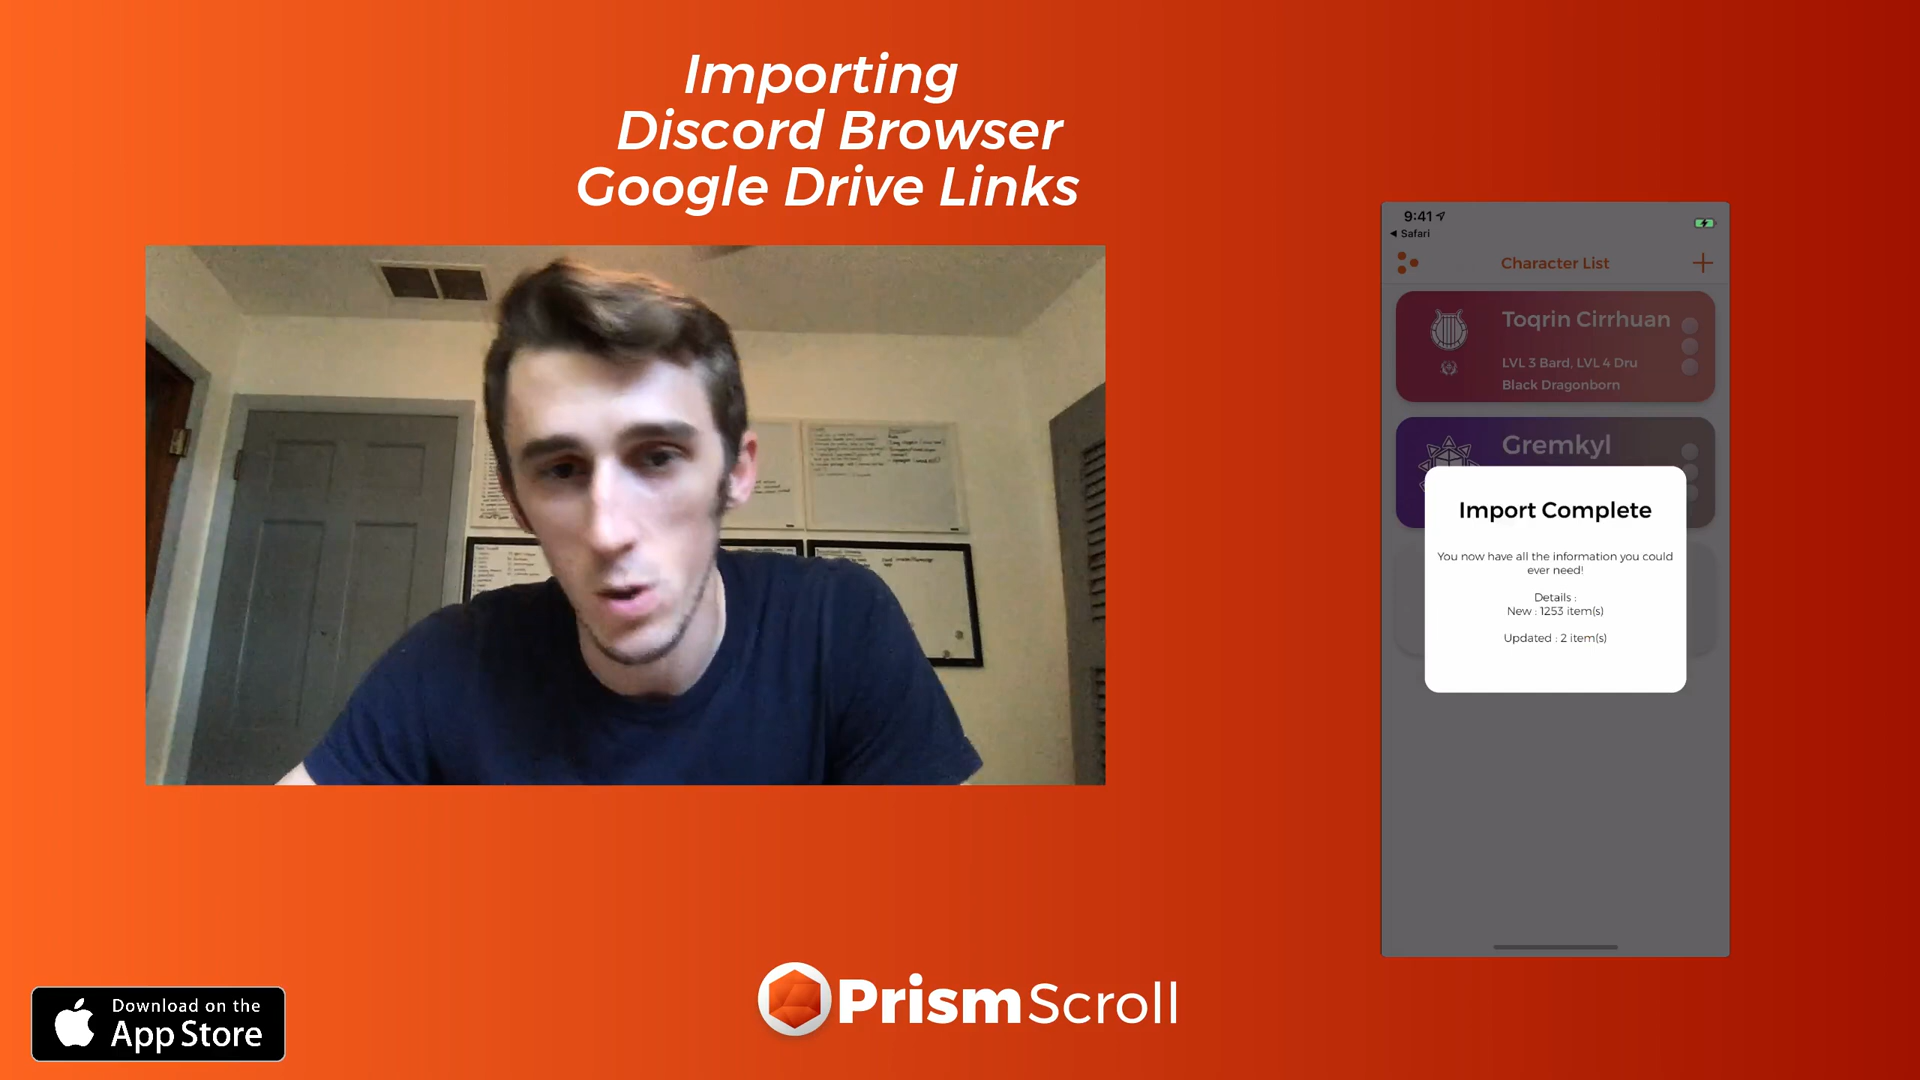 Importing
Discord Browser
Google Drive Links
9:41
Safari
Character List
Toqrin Cirrhuan
LVL 3 Bard, LVL 4 Dru
Black Dragonborn
Gremkyl
Import Complete
You now have all the information you could
ever need!
Details :
New : 1253 item(s)
Updated : 2 item(s)
Download on the
App Store
PrismScroll